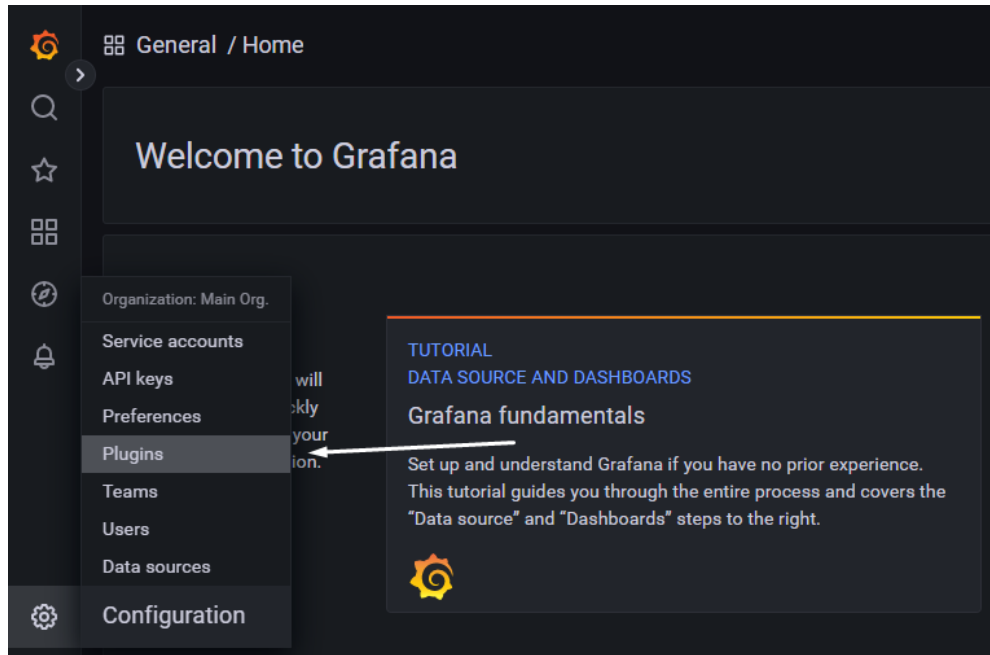 General / Home
Welcome to Grafana
Organization: Main Org.
Service accounts
API keys
Preferences
Plugins
Teams
Users
Data sources
Configuration
will
your
TUTORIAL
DATA SOURCE AND DASHBOARDS
Grafana fundamentals
Set up and understand Grafana if you have no prior experience.
This tutorial guides you through the entire process and covers the
“Data source” and “Dashboards” steps to the right.